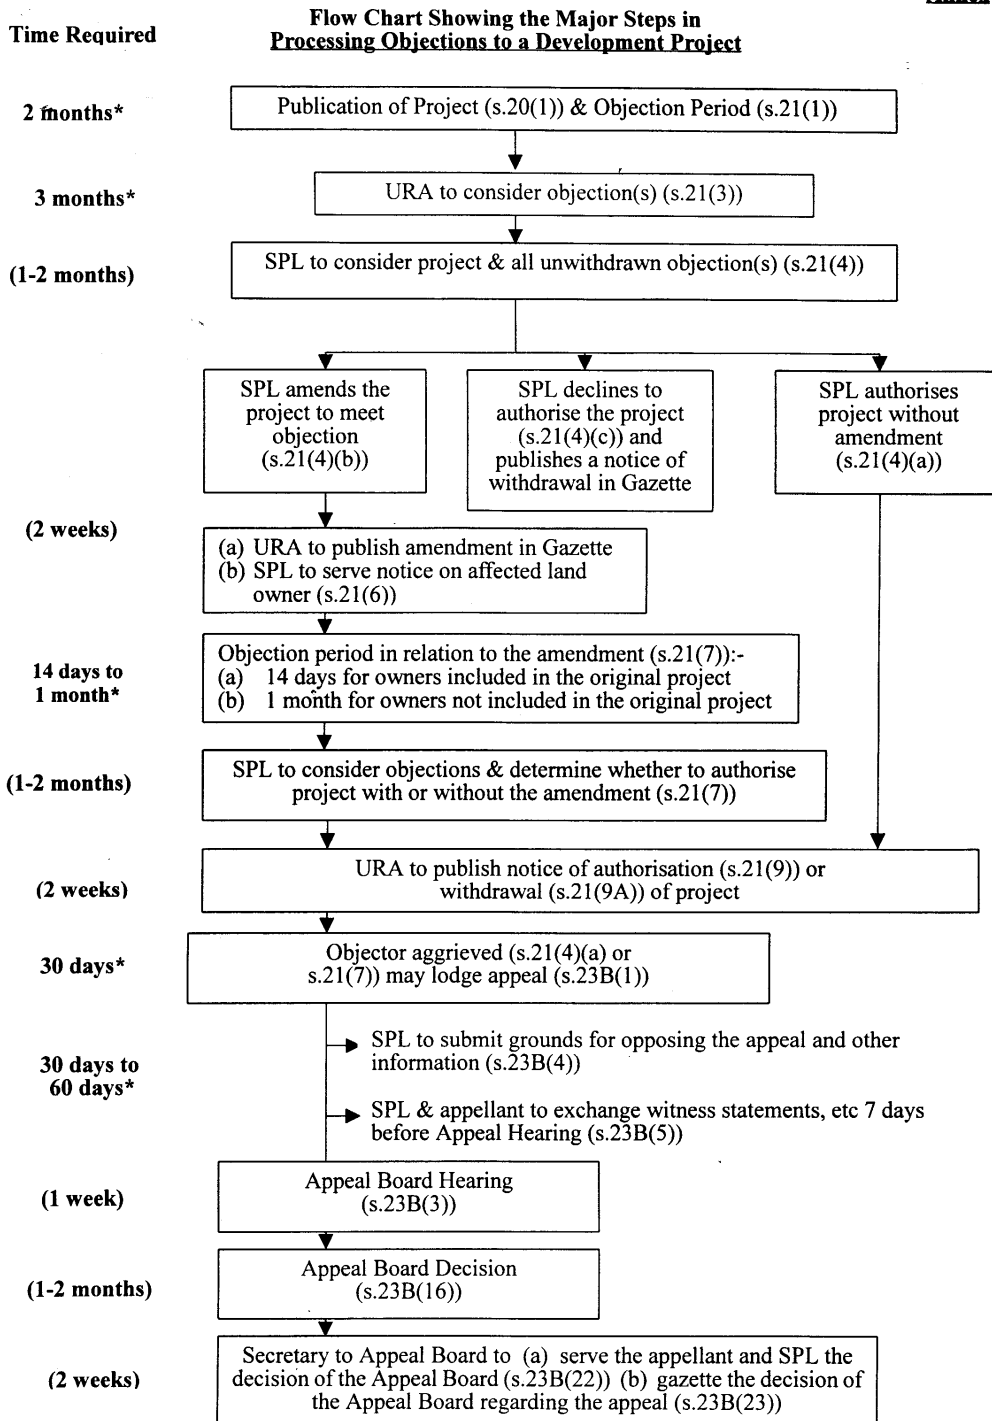 Annex
Flow Chart Showing the Major Steps in
Time Required
Processing Objections to a Development Project
2 months*
Publication of Project (s.20(1)) & Objection Period (s.21(1))
3 months*
URA to consider objection(s) (s.21(3))
(1-2 months)
SPL to consider project & all unwithdrawn objection(s) (s.21(4))
SPL amends the
project to meet
objection
(s.21(4)(b))
SPL declines to
authorise the project
(s.21(4)(c)) and
publishes a notice of
withdrawal in Gazette
SPL authorises
project without
amendment
(s.21(4)(a))
(2 weeks)
(a) URA to publish amendment in Gazette
(b) SPL to serve notice on affected land
owner (s.21(6))
14 days to
1 month*
Objection period in relation to the amendment (s.21(7)):-
(a) 14 days for owners included in the original project
(b) 1 month for owners not included in the original project
(1-2 months)
SPL to consider objections & determine whether to authorise
project with or without the amendment (s.21(7))
(2 weeks)
URA to publish notice of authorisation (s.21(9)) or
withdrawal (s.21(9A)) of project
30 days*
Objector aggrieved (s.21(4)(a) or
s.21(7)) may lodge appeal (s.23B(1))
30 days to
60 days*
SPL to submit grounds for opposing the appeal and other
information (s.23B(4))
SPL & appellant to exchange witness statements, etc 7 days
before Appeal Hearing (s.23B(5))
(1 week)
Appeal Board Hearing
(s.23B(3))
(1-2 months)
Appeal Board Decision
(s.23B(16))
(2 weeks)
Secretary to Appeal Board to (a) serve the appellant and SPL the
decision of the Appeal Board (s.23B(22)) (b) gazette the decision of
the Appeal Board regarding the appeal (s.23B(23))